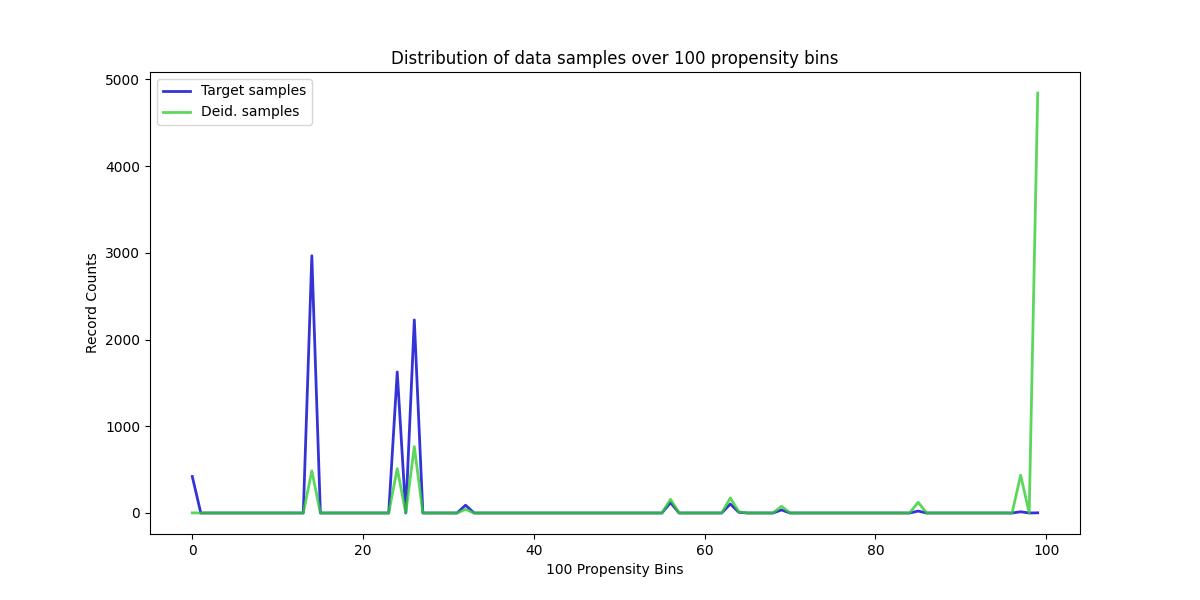 Distribution of data samples over 100 propensity bins
Target samples
Deid. samples
5000
4000
3000
2000
1000
0
Record Counts
0 20 40 60 80 100
100 Propensity Bins